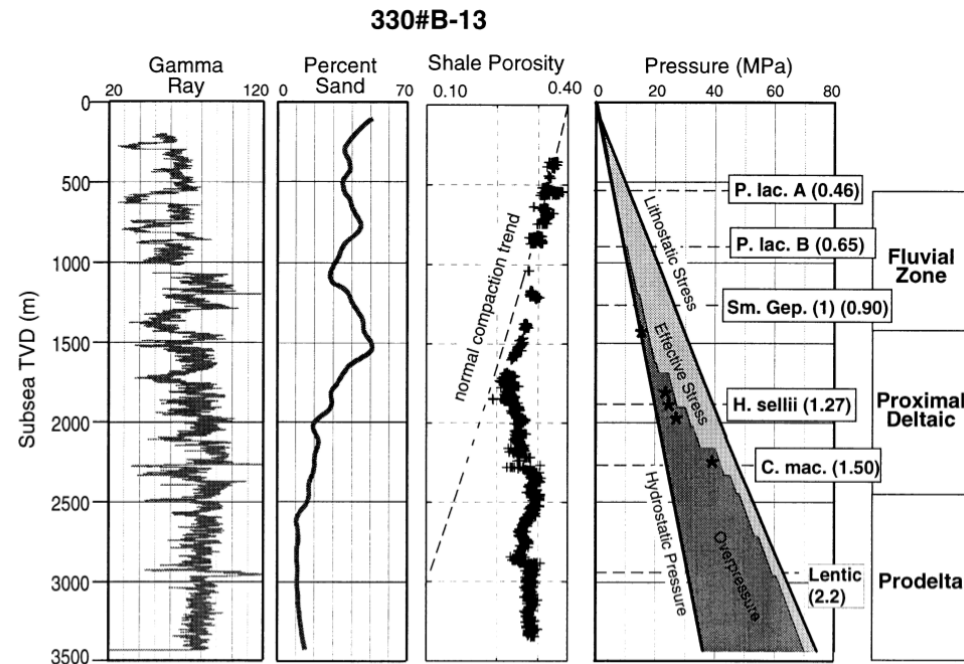 330#B-13
Gamma
Ray
Percent
Sand
Shale Porosity
Pressure (MPa)
20 120
0 70
0.10 0.40
0 20 40 60 80
Subsea TVD (m)
0
500
1000
1500
2000
2500
3000
3500
normal compaction trend
Lithostatic Stress
Effective Stress
Hydrostatic Pressure
Overpressure
P. lac. A (0.46)
P. lac. B (0.65)
Sm. Gep. (1) (0.90)
H. sellii (1.27)
C. mac. (1.50)
Lentic
(2.2)
Fluvial
Zone
Proximal
Deltaic
Prodelta